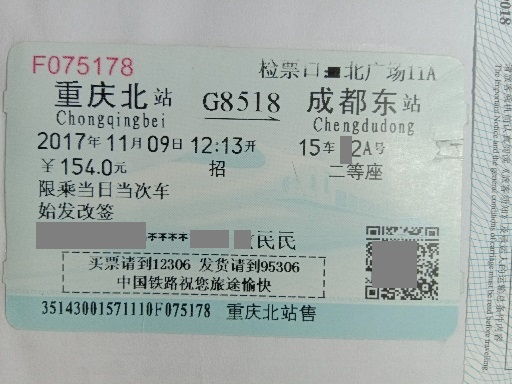 F075178
检票口: 北广场11A
重庆北站 G8518 成都东站
Chongqingbei Chengdudong
2017年11月09日 12:13开 15车 2A号
￥154.0元 招 二等座
限乘当日当次车
始发改签
**** 民民
买票请到12306 发货请到95306
中国铁路祝您旅途愉快
35143001571110F075178 重庆北站售